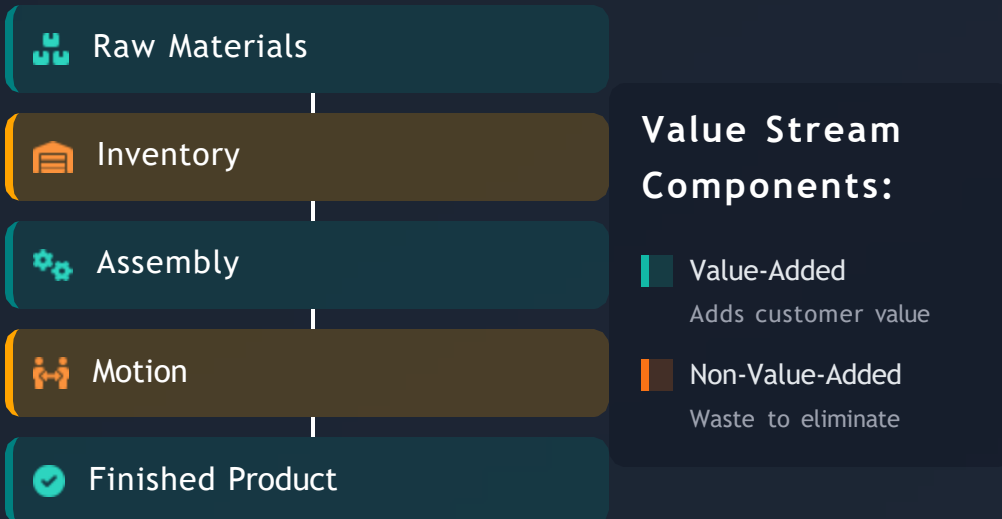 Raw Materials
Inventory
Assembly
Motion
Finished Product
Value Stream
Components:
Value-Added
Adds customer value
Non-Value-Added
Waste to eliminate